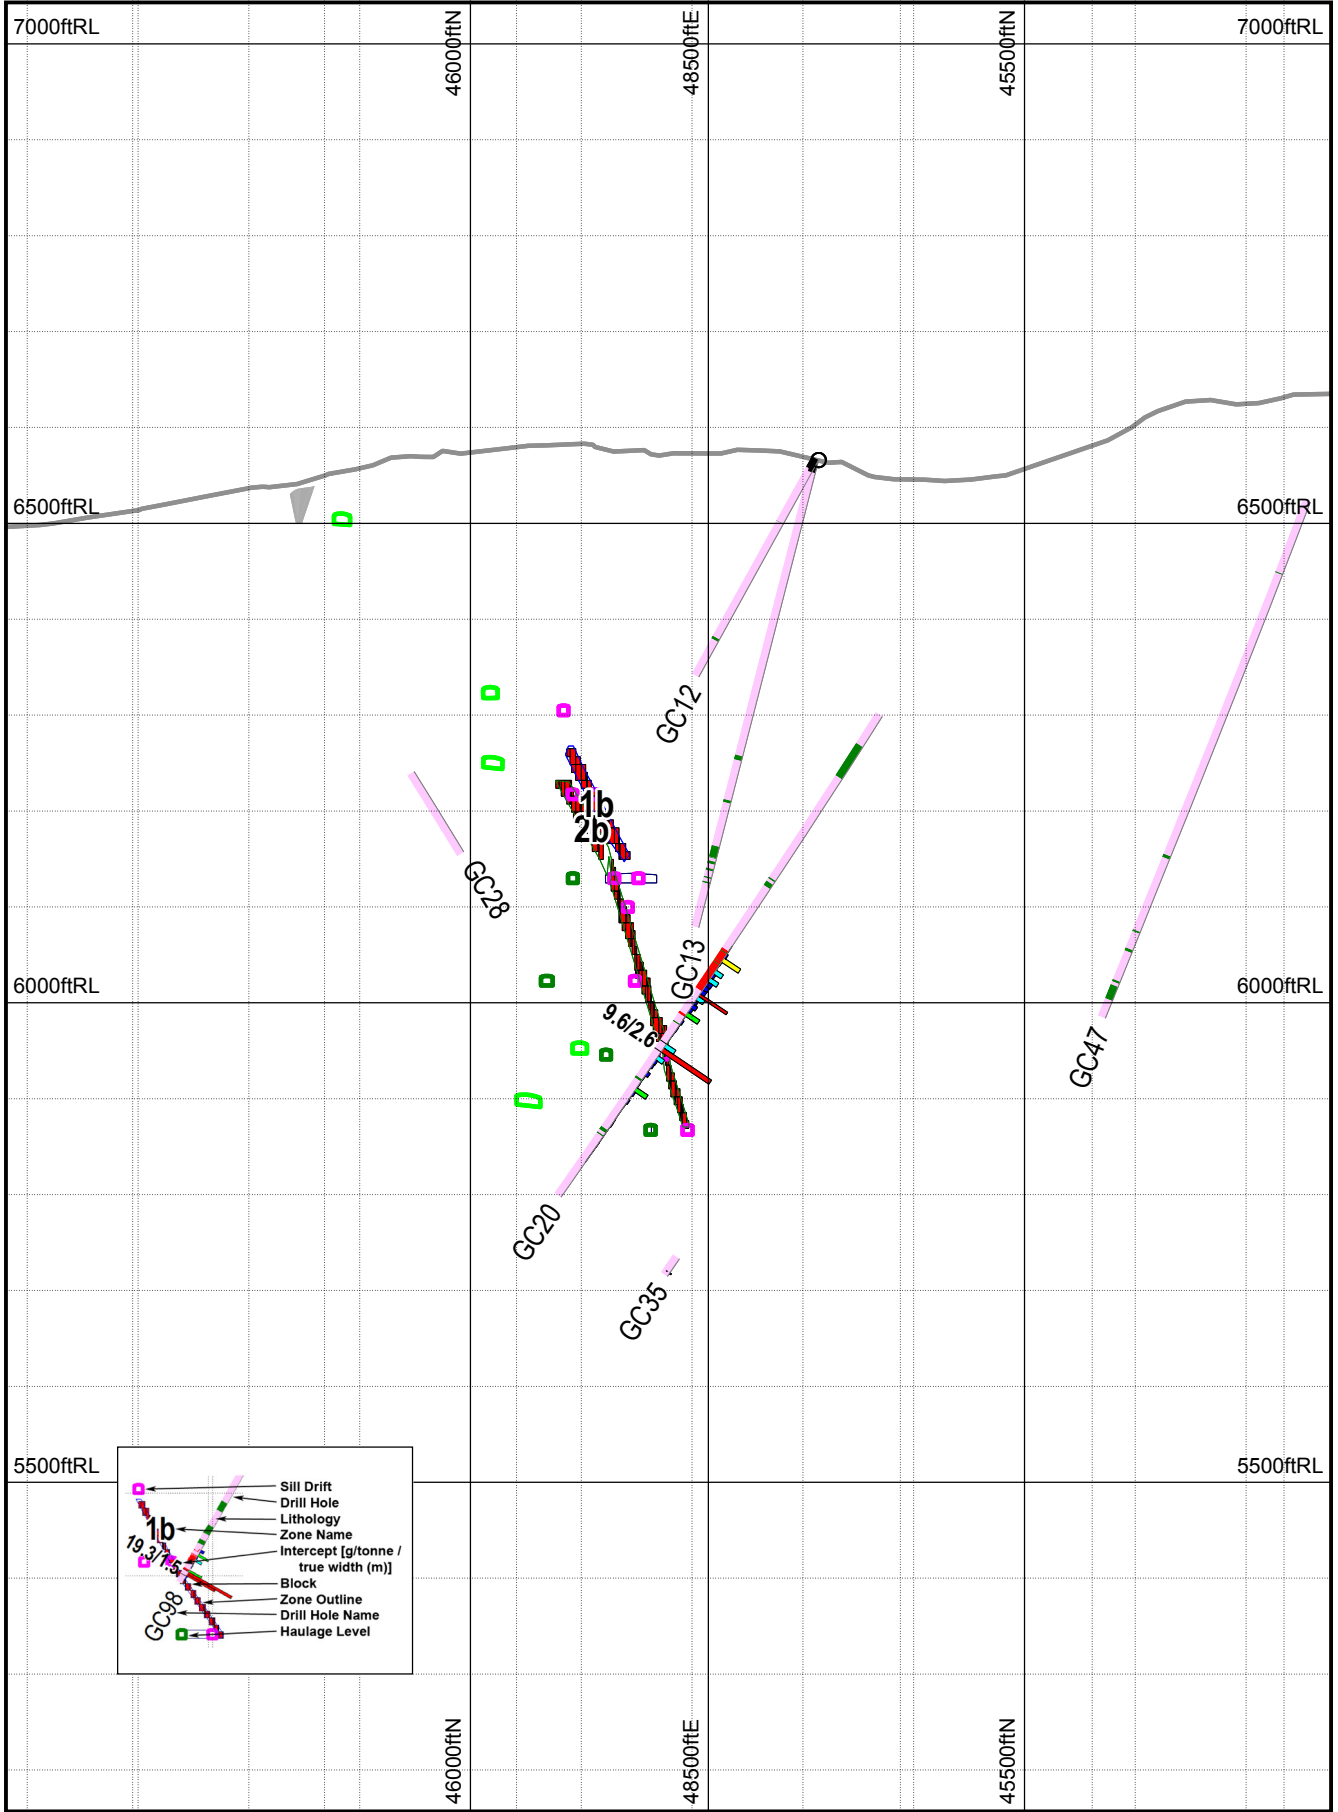 46000ftN
48500ftE
45500ftN
7000ftRL
7000ftRL
6500ftRL
6500ftRL
GC12
1b
2b
GC28
GC13
6000ftRL
6000ftRL
9.6/2.6
GC47
GC20
GC35
5500ftRL
5500ftRL
Sill Drift
Drill Hole
Lithology
1b
Zone Name
19.3/1.5
Intercept [g/tonne /
true width (m)]
Block
Zone Outline
GC98
Drill Hole Name
Haulage Level
46000ftN
48500ftE
45500ftN